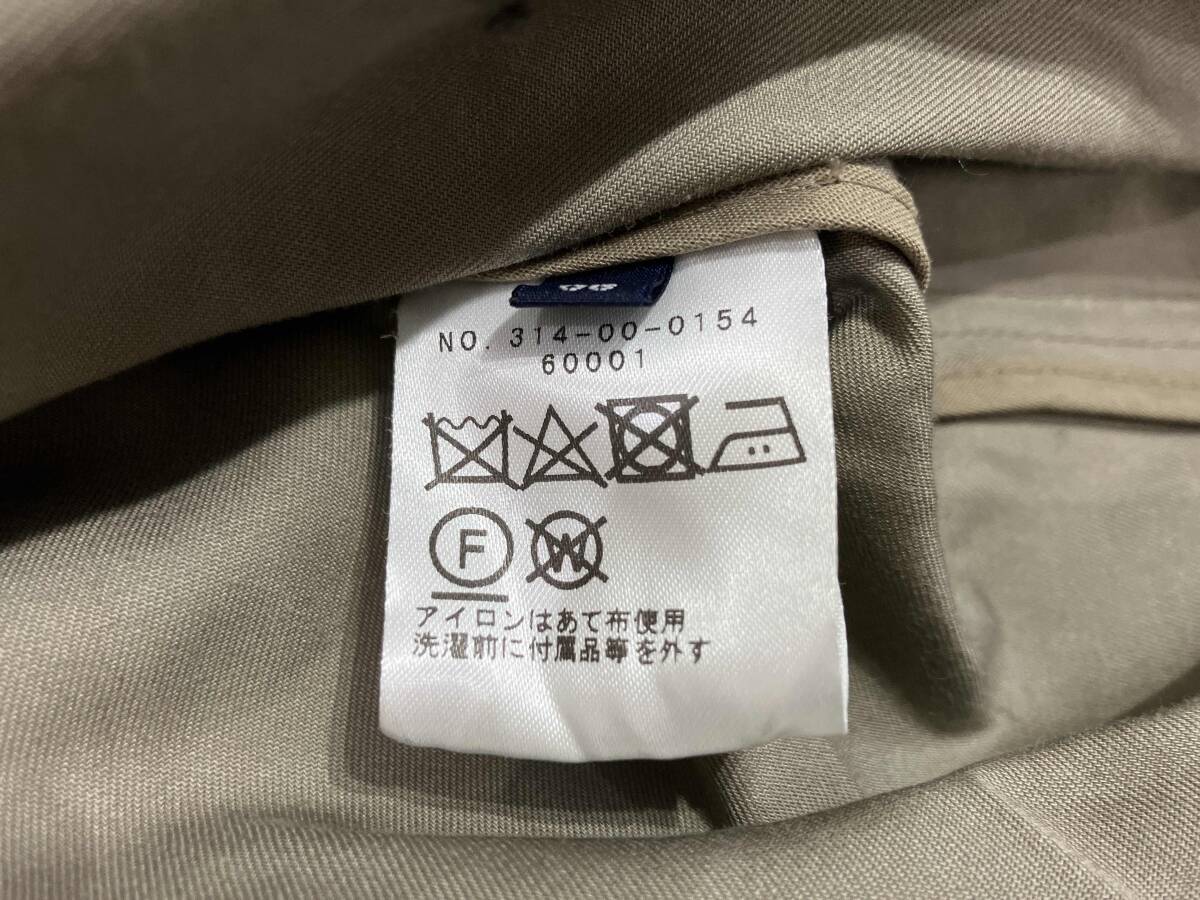 NO. 314-00-0154
60001
F W
アイロンはあて布使用
洗濯前に付属品等を外す